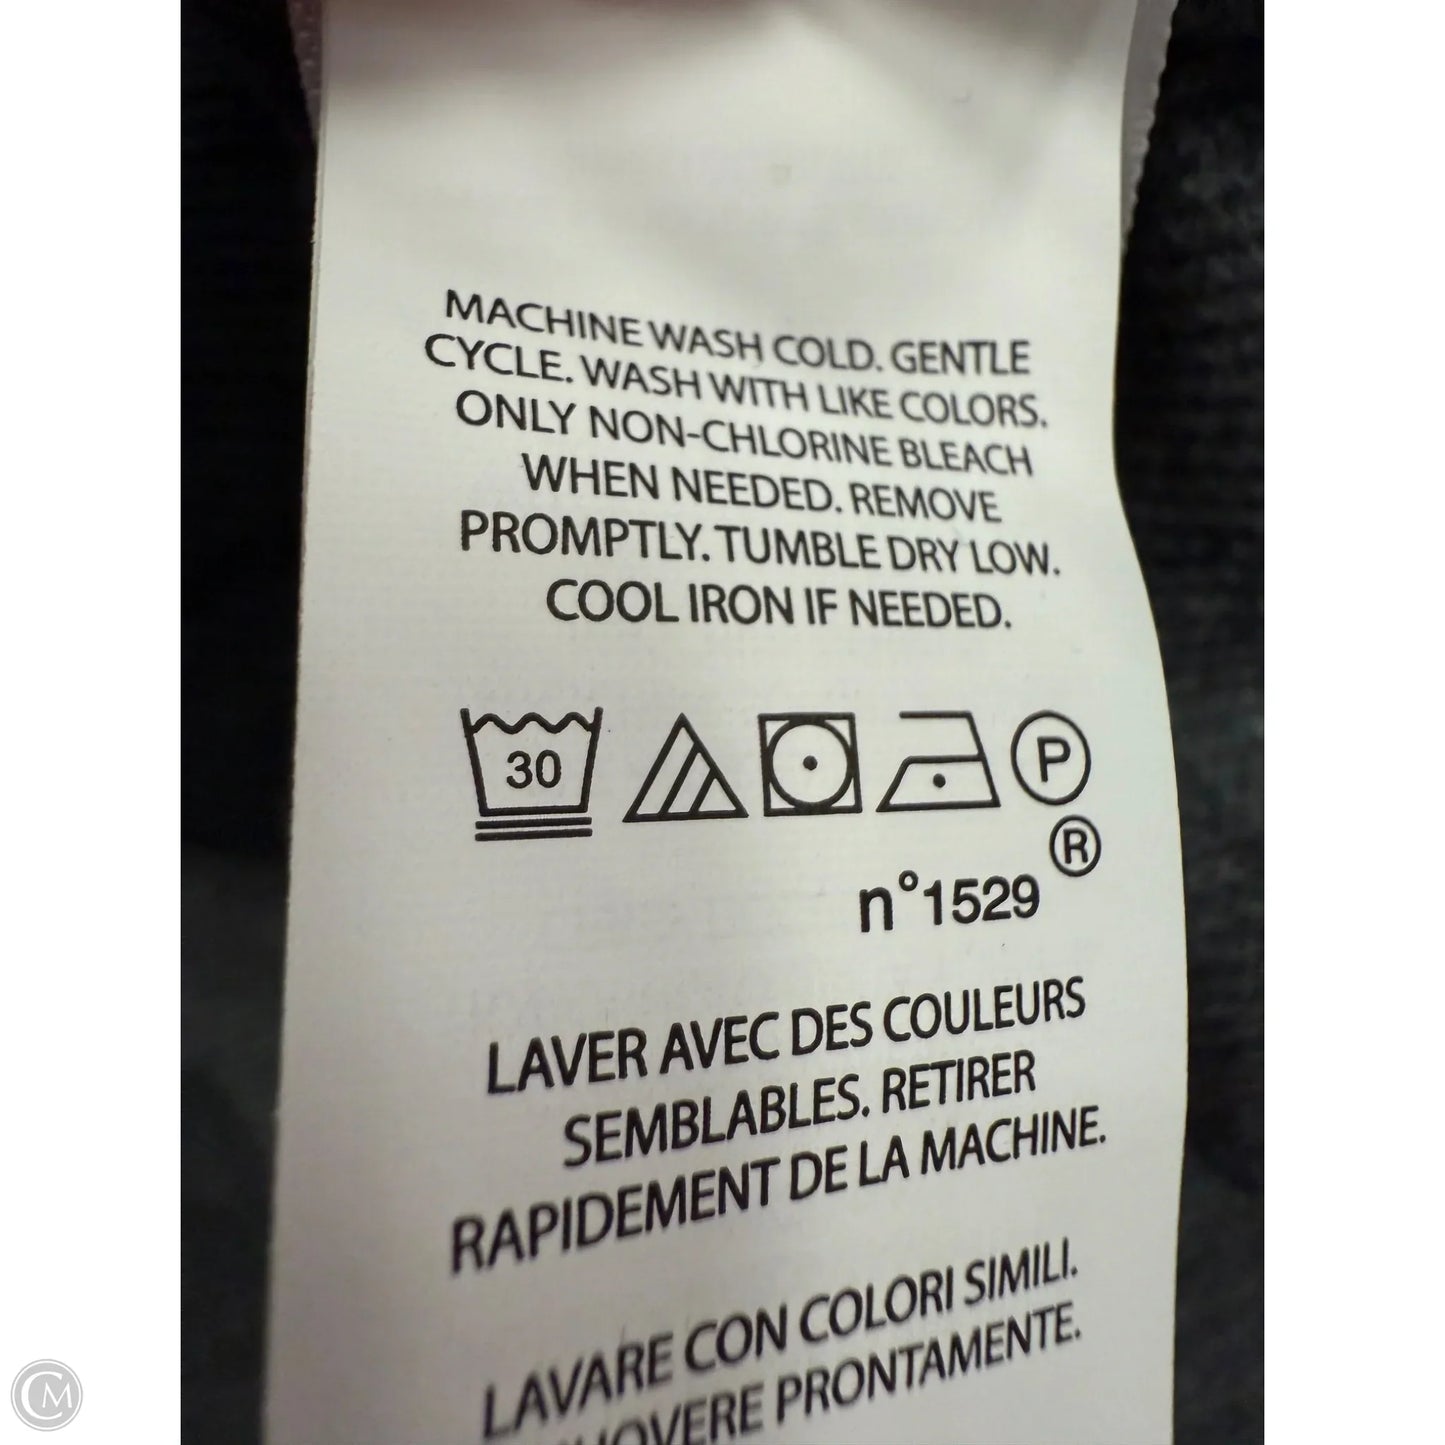 MACHINE WASH COLD. GENTLE
CYCLE. WASH WITH LIKE COLORS.
ONLY NON-CHLORINE BLEACH
WHEN NEEDED. REMOVE
PROMPTLY. TUMBLE DRY LOW.
COOL IRON IF NEEDED.
30
P
®
n°1529
LAVER AVEC DES COULEURS
SEMBLABLES. RETIRER
RAPIDEMENT DE LA MACHINE.
LAVARE CON COLORI SIMILI.
PRONTAMENTE.
CM